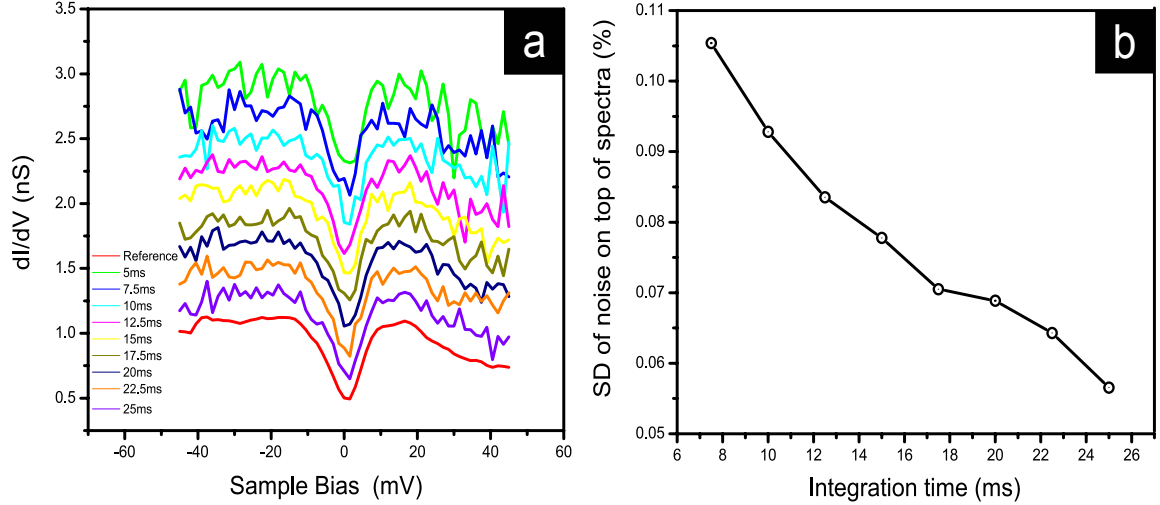 a
3.5
3.0
2.5
2.0
1.5
1.0
0.5
dI/dV (nS)
Reference
5ms
7.5ms
10ms
12.5ms
15ms
17.5ms
20ms
22.5ms
25ms
-60
-40
-20
0
20
40
60
Sample Bias (mV)
b
0.11
0.10
0.09
0.08
0.07
0.06
0.05
SD of noise on top of spectra (%)
6
8
10
12
14
16
18
20
22
24
26
Integration time (ms)